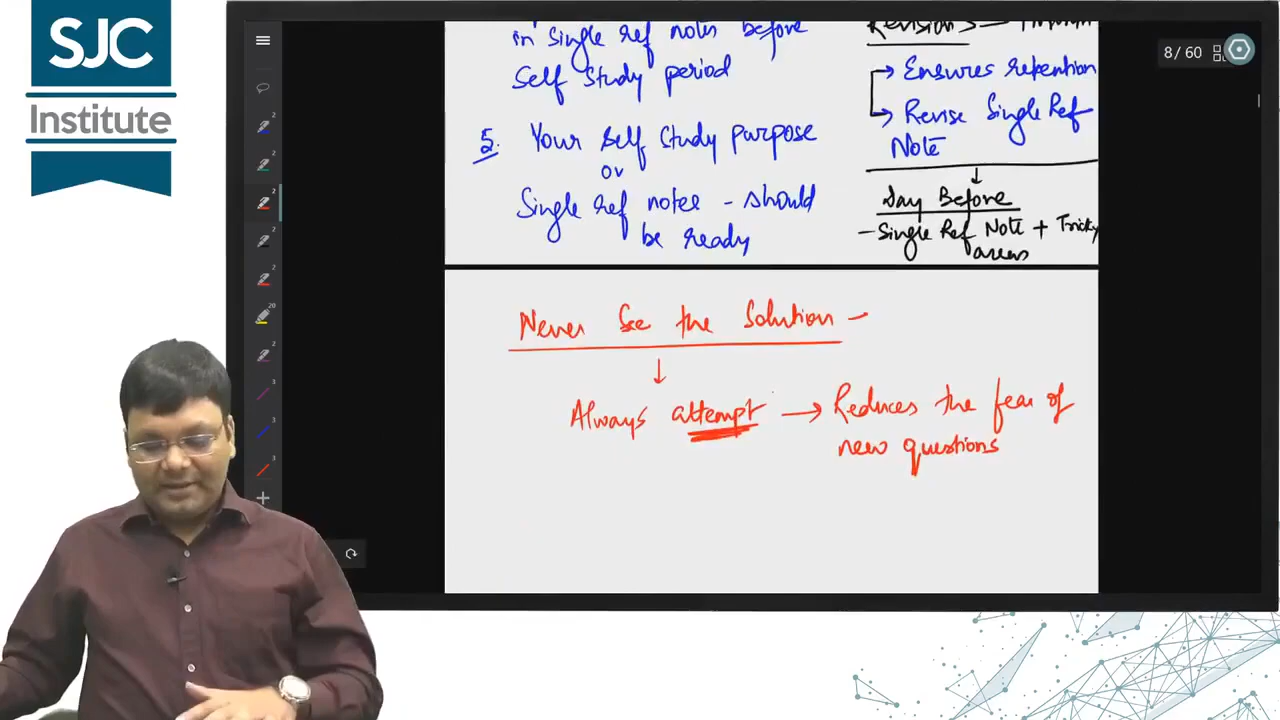 SJC
Institute
8 / 60
in single ref notes before
Self Study period
5. Your Self Study purpose
or
Single ref notes - should
be ready
Revisions —
→ Ensures retention
→ Revise Single Ref
Note
Day Before
- Single Ref Note + Tricky
areas
Never See the Solution -
Always attempt → Reduces the fear of
new questions